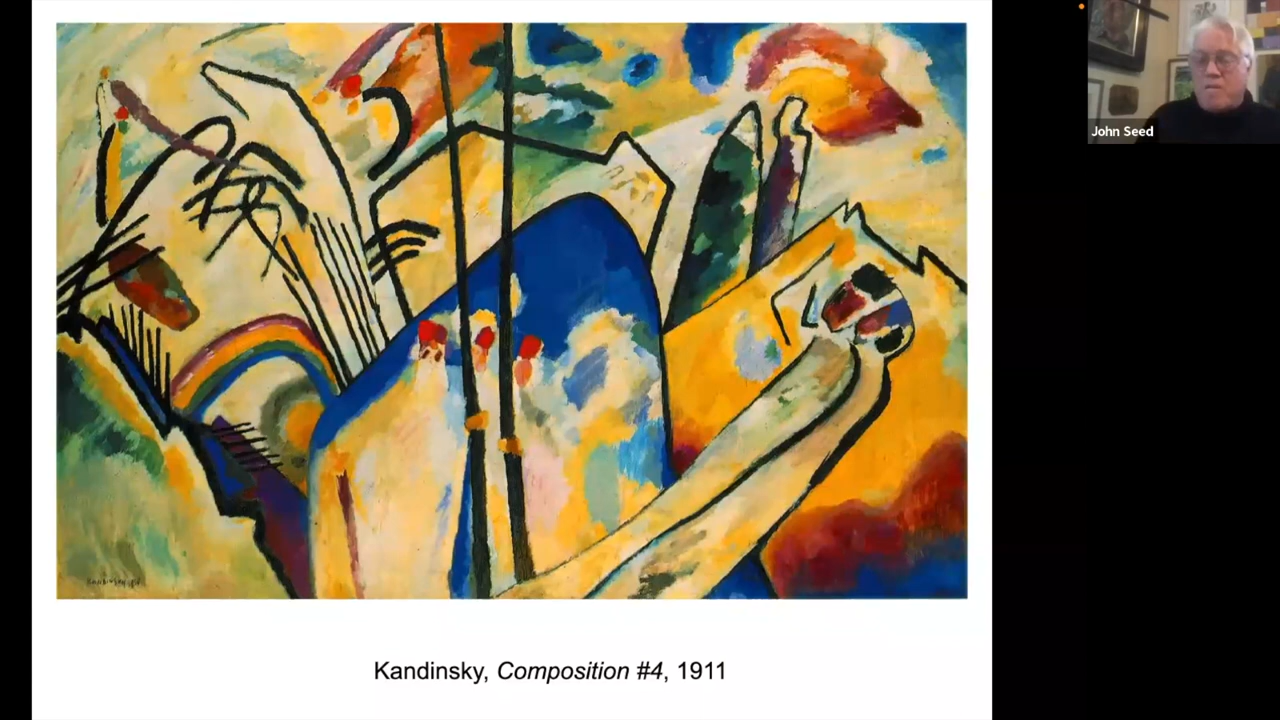 Kandinsky, Composition #4, 1911
John Seed